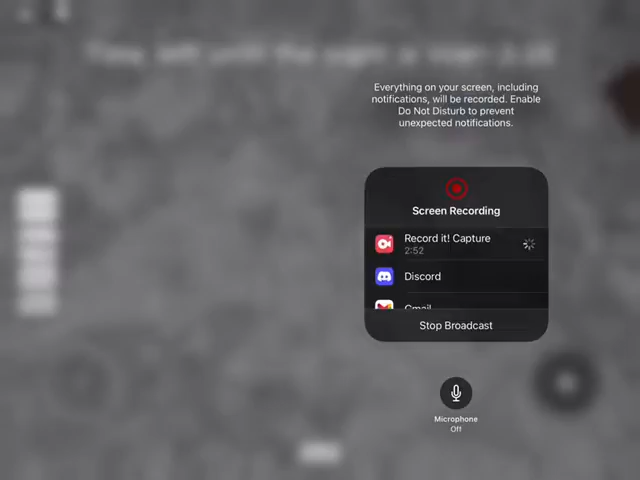 Everything on your screen, including
notifications, will be recorded. Enable
Do Not Disturb to prevent
unexpected notifications.
Screen Recording
Record it! Capture
2:52
Discord
Gmail
Stop Broadcast
Microphone
Off